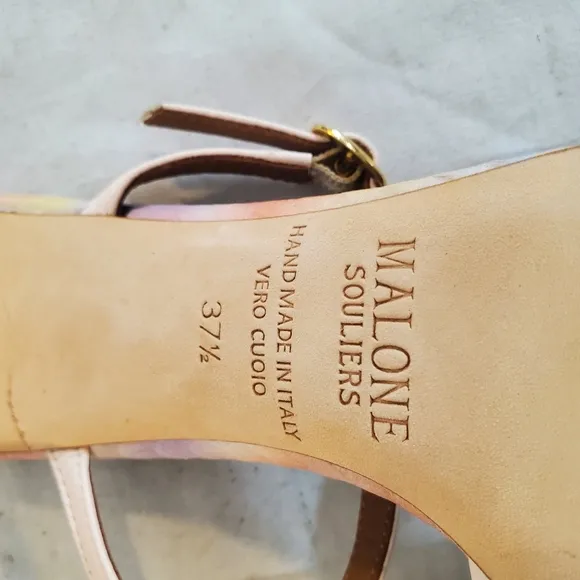 MALONE
SOULIERS
HAND MADE IN ITALY
VERO CUOIO
37½